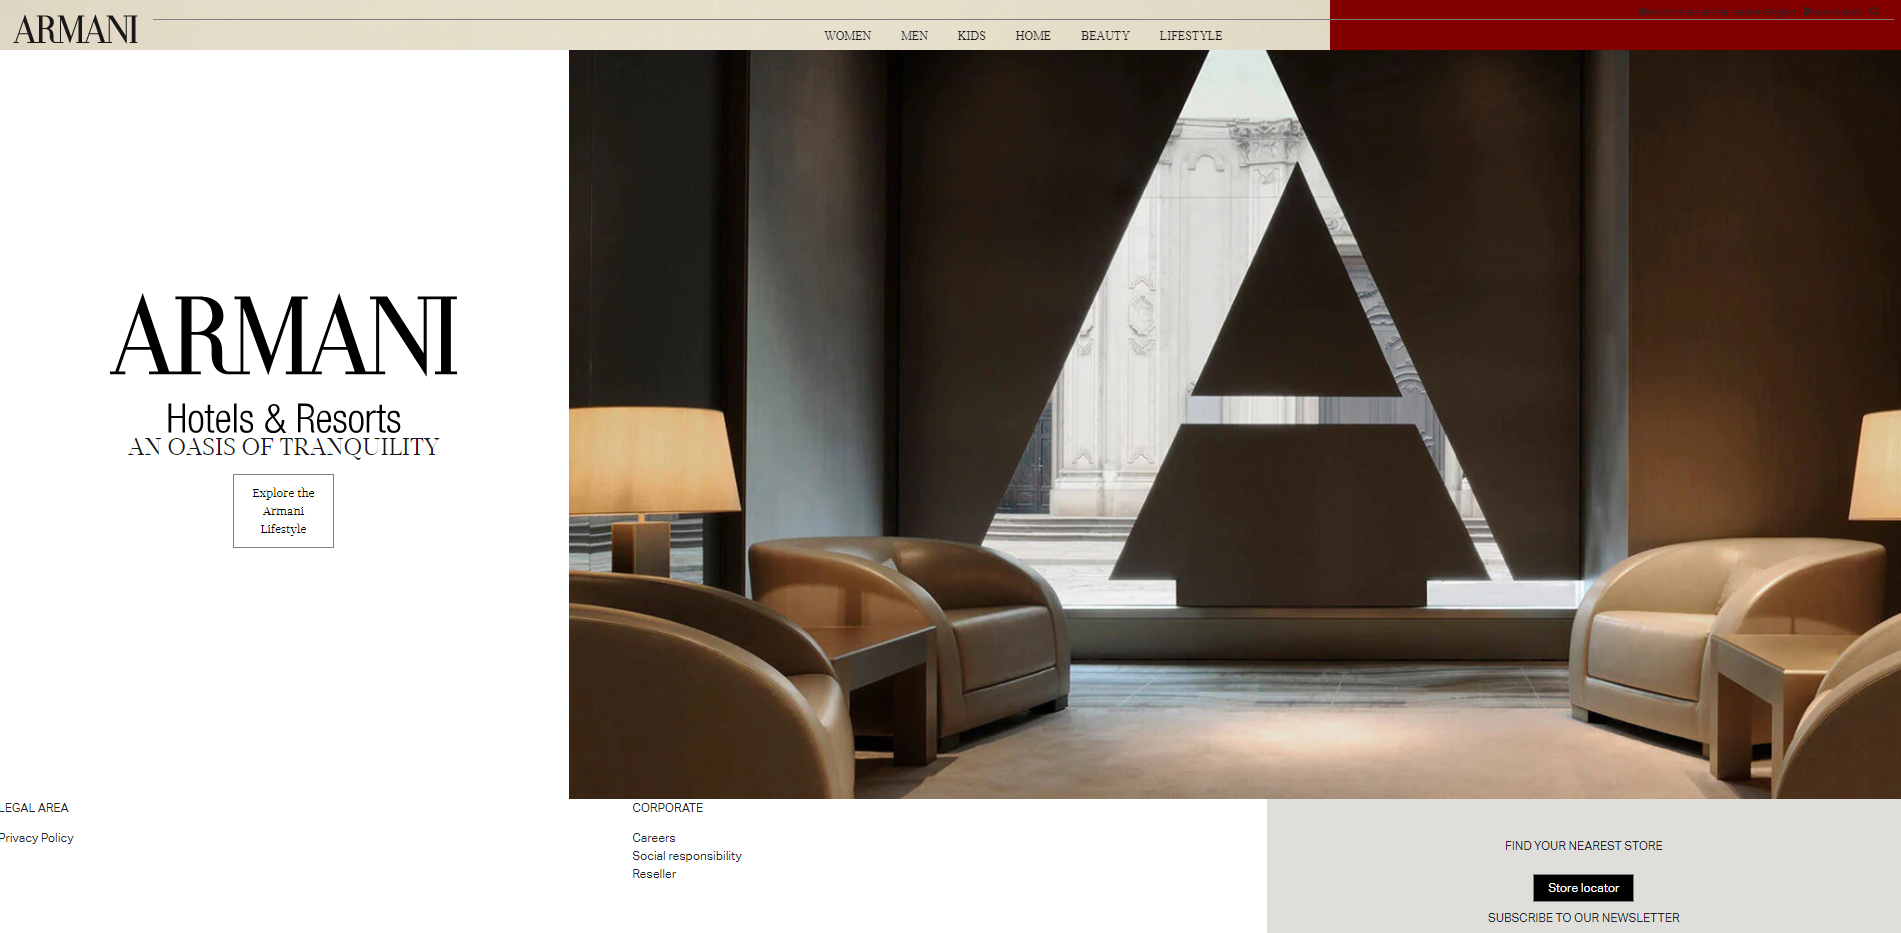 ARMANI
WOMEN MEN KIDS HOME BEAUTY LIFESTYLE
ARMANI
Hotels & Resorts
AN OASIS OF TRANQUILITY
Explore the
Armani
Lifestyle
LEGAL AREA
Privacy Policy
CORPORATE
Careers
Social responsibility
Reseller
FIND YOUR NEAREST STORE
Store locator
SUBSCRIBE TO OUR NEWSLETTER